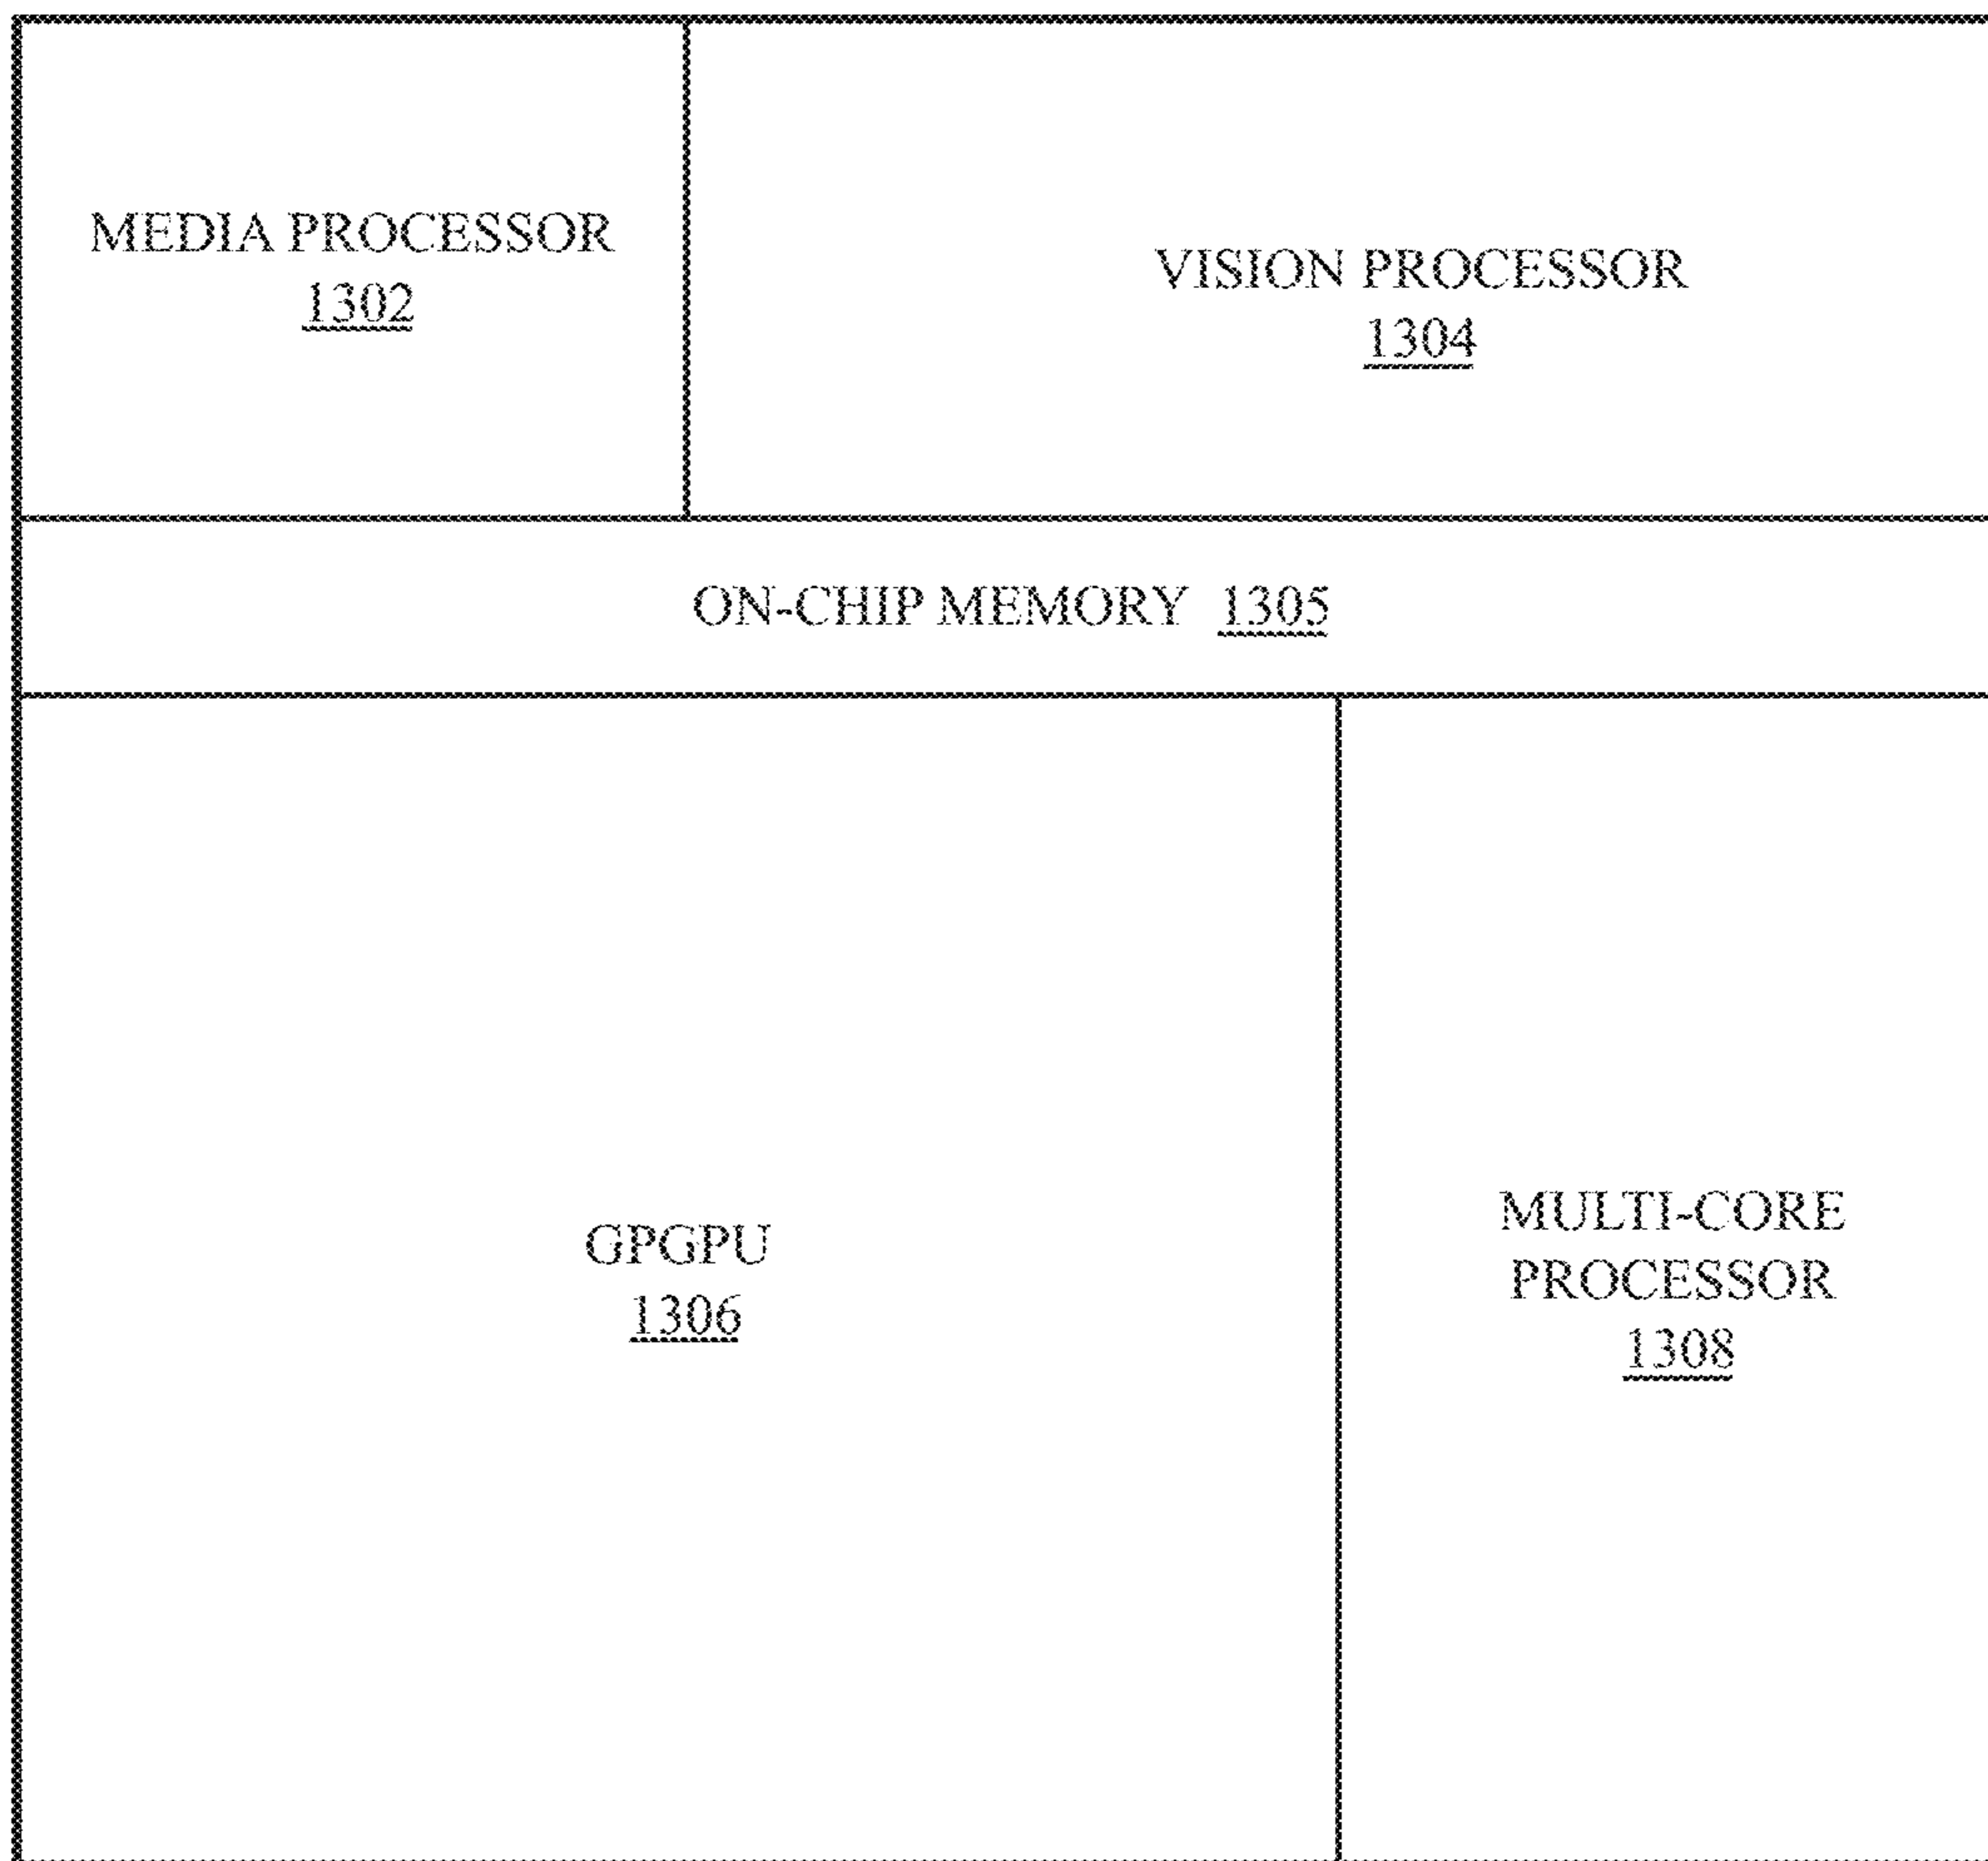 MEDIA PROCESSOR
1302
VISION PROCESSOR
1304
ON-CHIP MEMORY 1305
GPGPU
1306
MULTI-CORE
PROCESSOR
1308